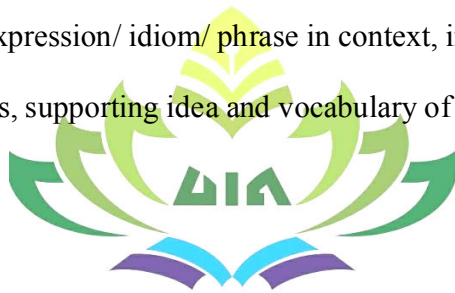 xpression/ idiom/ phrase in context, i
s, supporting idea and vocabulary of
UIN